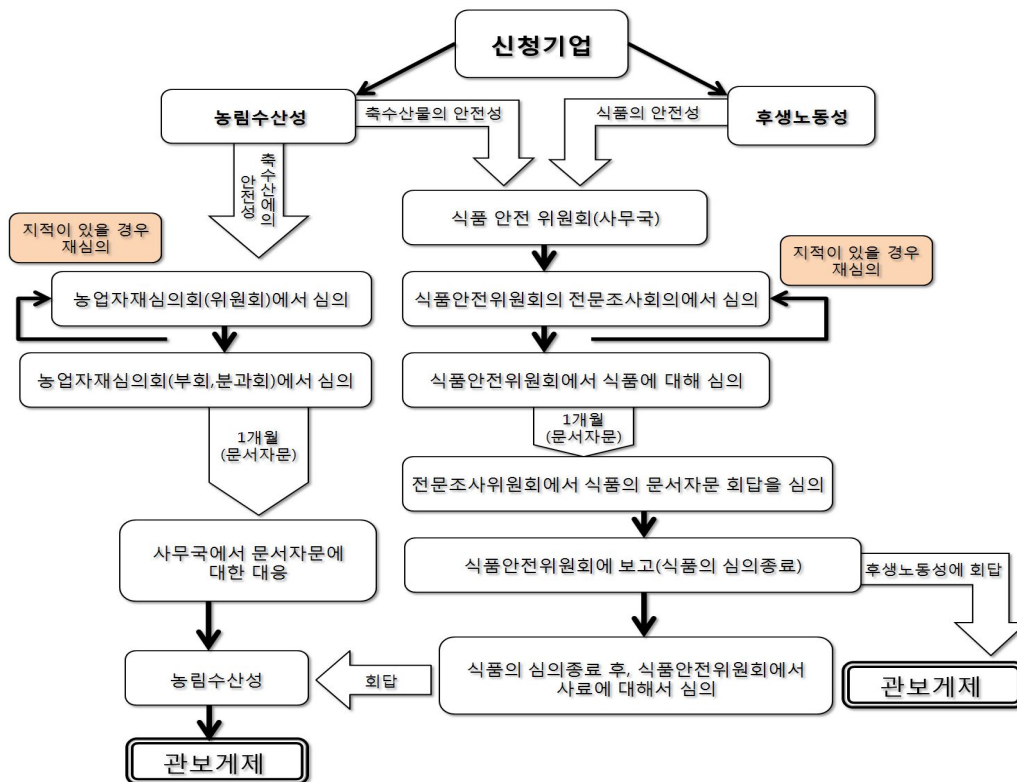 신청기업
농림수산성
축수산물의 안전성
식품의 안전성
후생노동성
축수산에의
안전성
식품 안전 위원회(사무국)
지적이 있을 경우
재심의
지적이 있을 경우
재심의
농업자재심의회(위원회)에서 심의
식품안전위원회의 전문조사회의에서 심의
농업자재심의회(부회,분과회)에서 심의
식품안전위원회에서 식품에 대해 심의
1개월
(문서자문)
1개월
(문서자문)
전문조사위원회에서 식품의 문서자문 회답을 심의
사무국에서 문서자문에
대한 대응
식품안전위원회에 보고(식품의 심의종료)
후생노동성에 회답
농림수산성
회답
식품의 심의종료 후, 식품안전위원회에서
사료에 대해서 심의
관보게제
관보게제